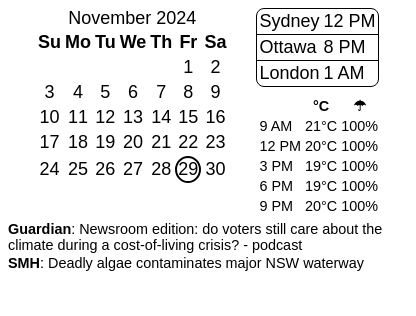 November 2024
Su Mo Tu We Th Fr Sa
1 2
3 4 5 6 7 8 9
10 11 12 13 14 15 16
17 18 19 20 21 22 23
24 25 26 27 28 29 30
Sydney 12 PM
Ottawa 8 PM
London 1 AM
°C ☂
9 AM 21°C 100%
12 PM 20°C 100%
3 PM 19°C 100%
6 PM 19°C 100%
9 PM 20°C 100%
Guardian: Newsroom edition: do voters still care about the
climate during a cost-of-living crisis? - podcast
SMH: Deadly algae contaminates major NSW waterway